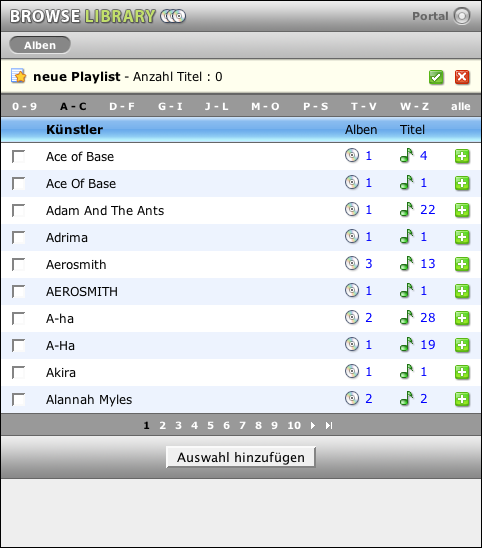 BROWSE LIBRARY Portal
Alben
neue Playlist - Anzahl Titel : 0
0 - 9 A - C D - F G - I J - L M - O P - S T - V W - Z alle
Künstler Alben Titel
Ace of Base 1 4
Ace Of Base 1 1
Adam And The Ants 1 22
Adrima 1 1
Aerosmith 3 13
AEROSMITH 1 1
A-ha 2 28
A-Ha 1 19
Akira 1 1
Alannah Myles 2 2
1 2 3 4 5 6 7 8 9 10
Auswahl hinzufügen